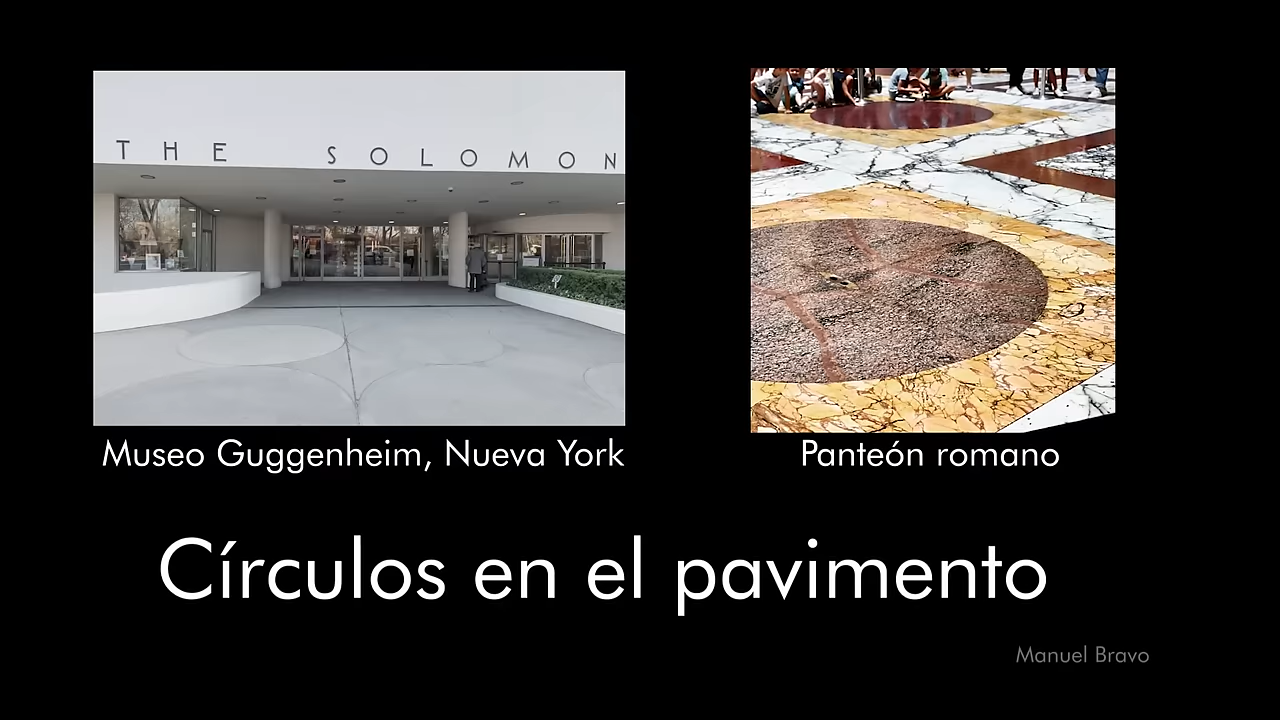 THE SOLOMON
Museo Guggenheim, Nueva York
Panteón romano
Círculos en el pavimento
Manuel Bravo